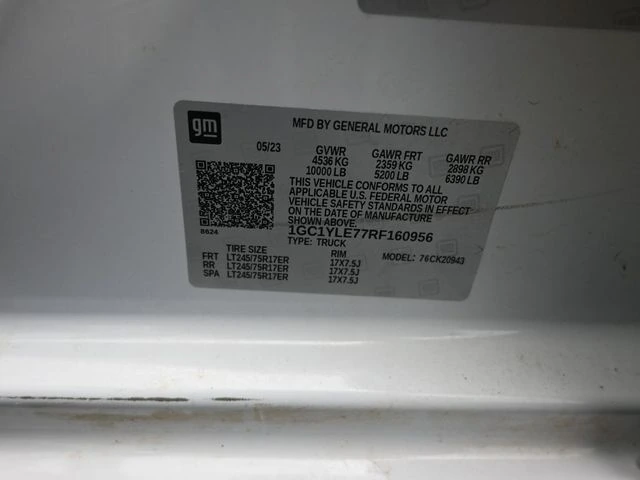 gm
MFD BY GENERAL MOTORS LLC
05/23 GVWR GAWR FRT GAWR RR
4536 KG 2359 KG 2898 KG
10000 LB 5200 LB 6390 LB
THIS VEHICLE CONFORMS TO ALL
APPLICABLE U.S. FEDERAL MOTOR
VEHICLE SAFETY STANDARDS IN EFFECT
ON THE DATE OF MANUFACTURE
SHOWN ABOVE.
8624 1GC1YLE77RF160956
TYPE: TRUCK
TIRE SIZE RIM MODEL: 76CK20943
FRT LT245/75R17ER 17X7.5J
RR LT245/75R17ER 17X7.5J
SPA LT245/75R17ER 17X7.5J